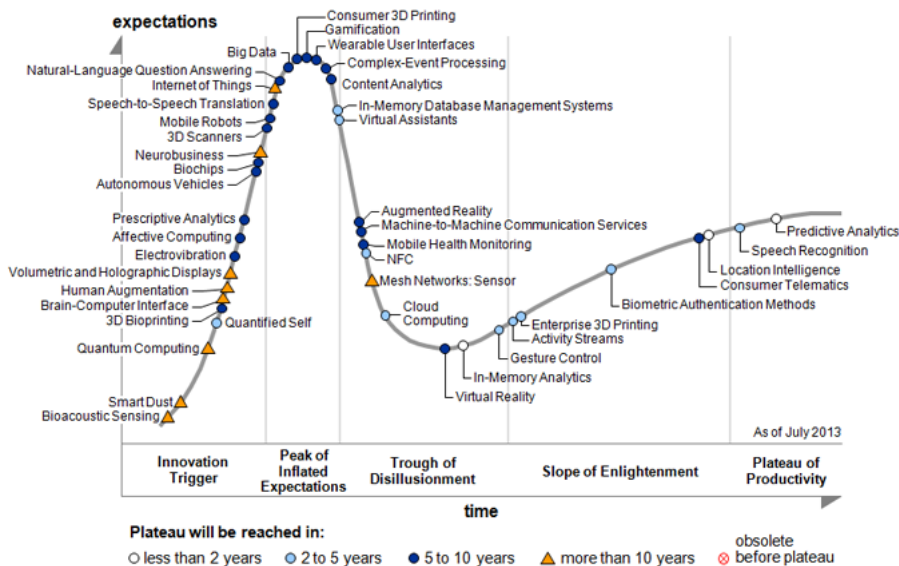 expectations
Consumer 3D Printing
Gamification
Wearable User Interfaces
Big Data
Complex-Event Processing
Natural-Language Question Answering
Internet of Things
Content Analytics
Speech-to-Speech Translation
In-Memory Database Management Systems
Mobile Robots
Virtual Assistants
3D Scanners
Neurobusiness
Biochips
Autonomous Vehicles
Prescriptive Analytics
Augmented Reality
Machine-to-Machine Communication Services
Affective Computing
Mobile Health Monitoring
Electrovibration
NFC
Volumetric and Holographic Displays
Mesh Networks: Sensor
Human Augmentation
Brain-Computer Interface
3D Bioprinting
Quantified Self
Cloud
Computing
Quantum Computing
Predictive Analytics
Speech Recognition
Location Intelligence
Consumer Telematics
Biometric Authentication Methods
Enterprise 3D Printing
Activity Streams
Gesture Control
In-Memory Analytics
Virtual Reality
Smart Dust
Bioacoustic Sensing
As of July 2013
Innovation
Trigger
Peak of
Inflated
Expectations
Trough of
Disillusionment
Slope of Enlightenment
Plateau of
Productivity
time
Plateau will be reached in:
less than 2 years
2 to 5 years
5 to 10 years
more than 10 years
obsolete
before plateau